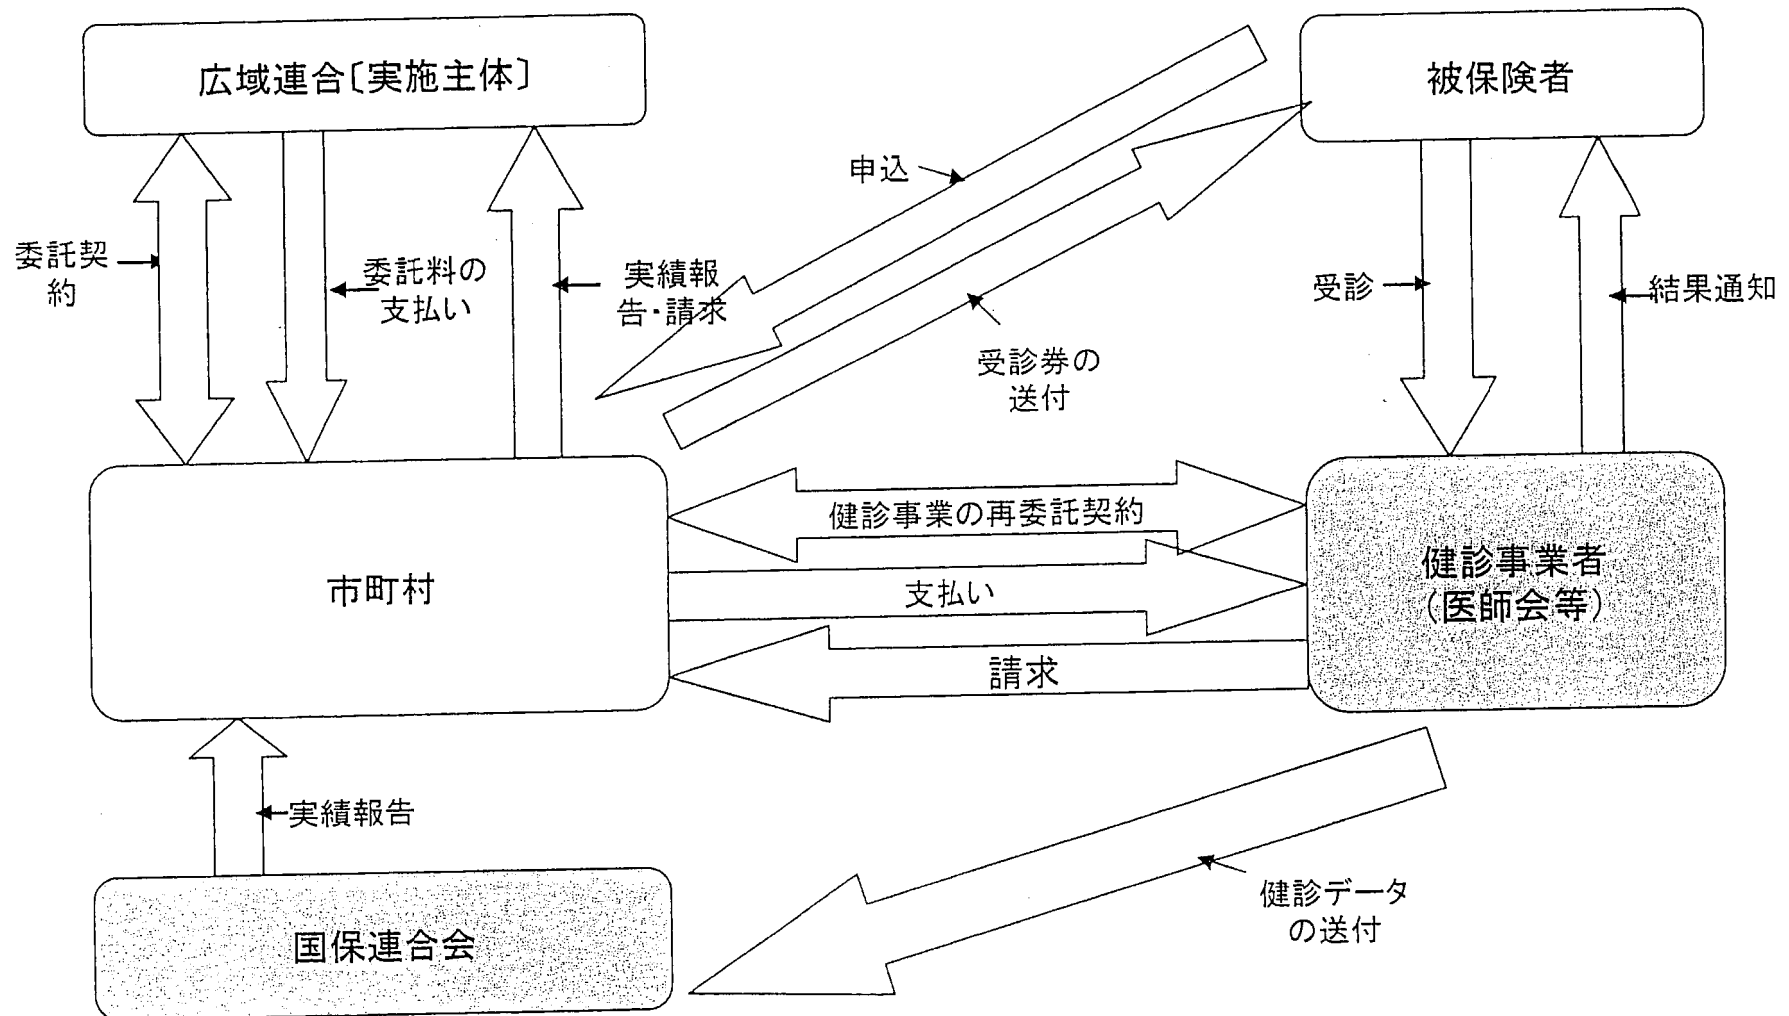 広域連合〔実施主体〕
被保険者
申込
委託契
約
委託料の
支払い
実績報
告・請求
受診
結果通知
受診券の
送付
健診事業の再委託契約
市町村
支払い
健診事業者
（医師会等）
請求
実績報告
健診データ
の送付
国保連合会